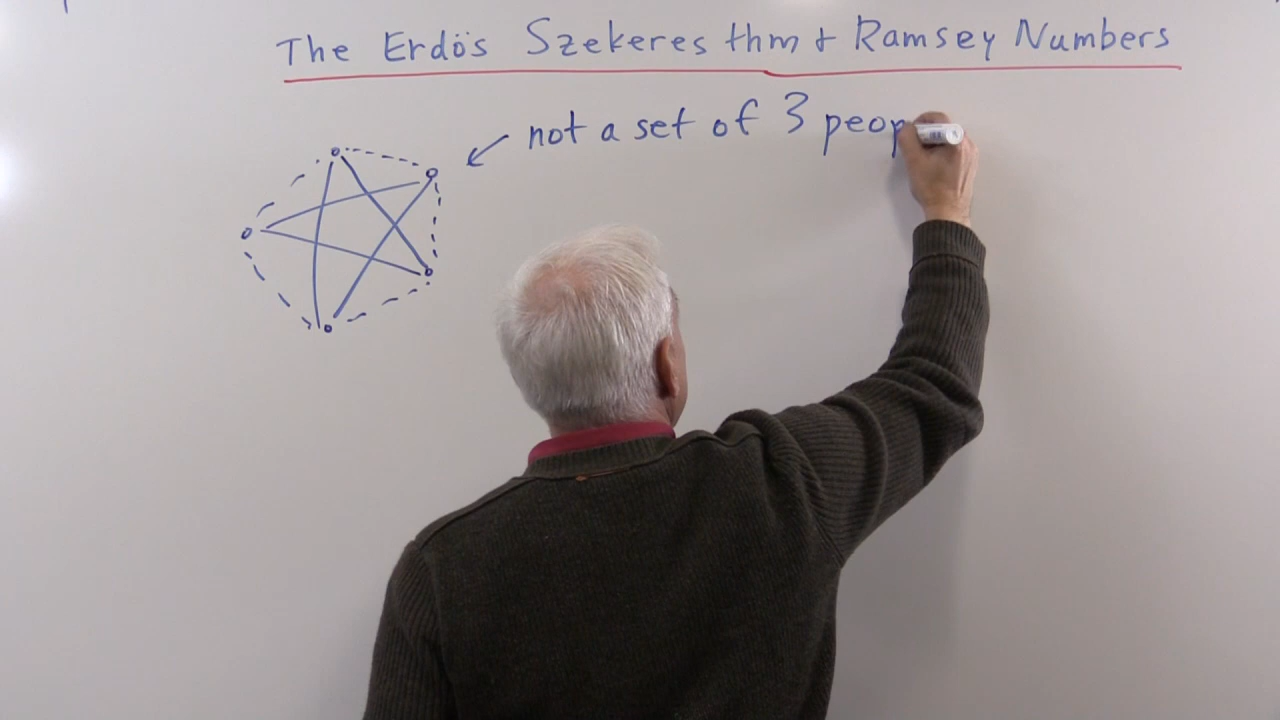 The Erdös Szekeres thm + Ramsey Numbers
not a set of 3 peop